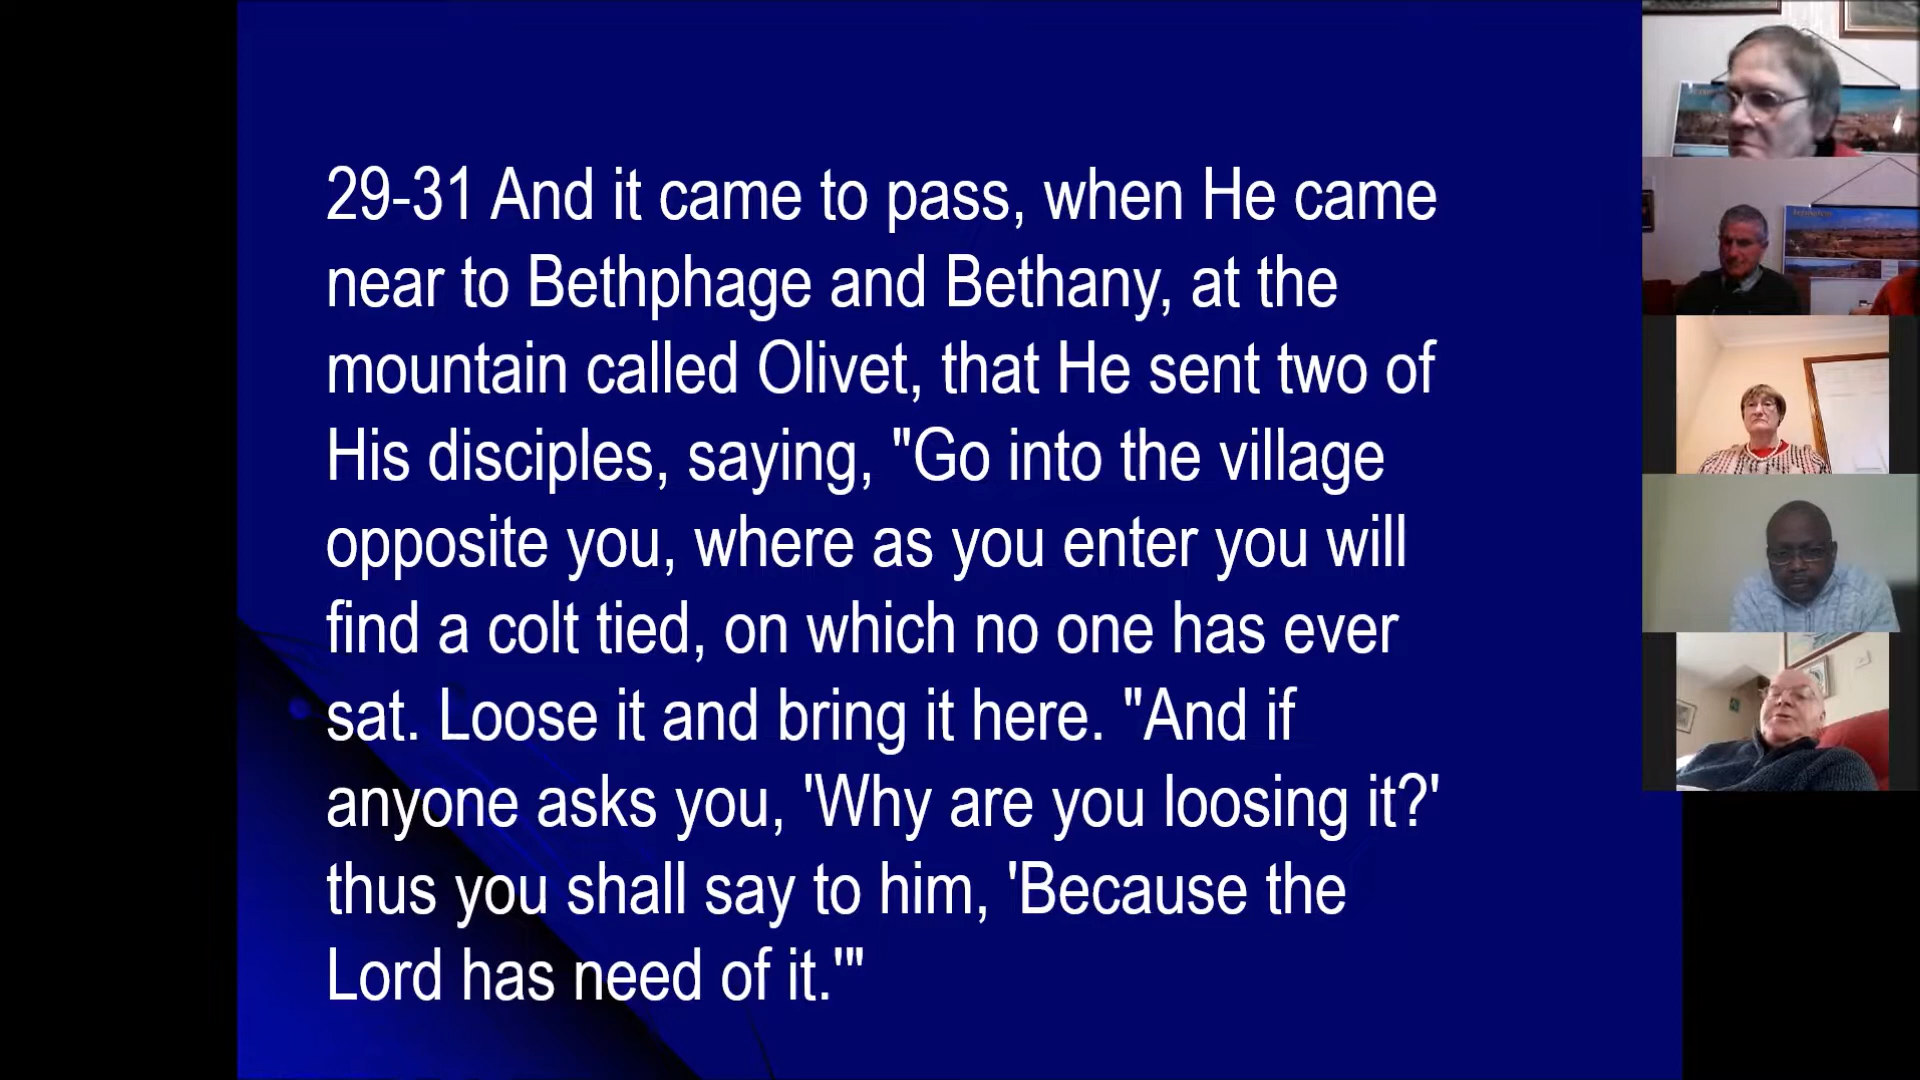 29-31 And it came to pass, when He came
near to Bethphage and Bethany, at the
mountain called Olivet, that He sent two of
His disciples, saying, "Go into the village
opposite you, where as you enter you will
find a colt tied, on which no one has ever
sat. Loose it and bring it here. "And if
anyone asks you, 'Why are you loosing it?'
thus you shall say to him, 'Because the
Lord has need of it.'"